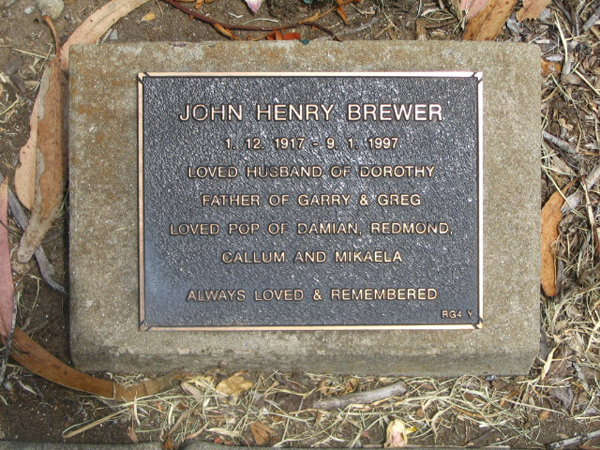 JOHN HENRY BREWER
1. 12. 1917 - 9. 1. 1997
LOVED HUSBAND OF DOROTHY
FATHER OF GARRY & GREG
LOVED POP OF DAMIAN, REDMOND,
CALLUM AND MIKAELA
ALWAYS LOVED & REMEMBERED
RG4 Y